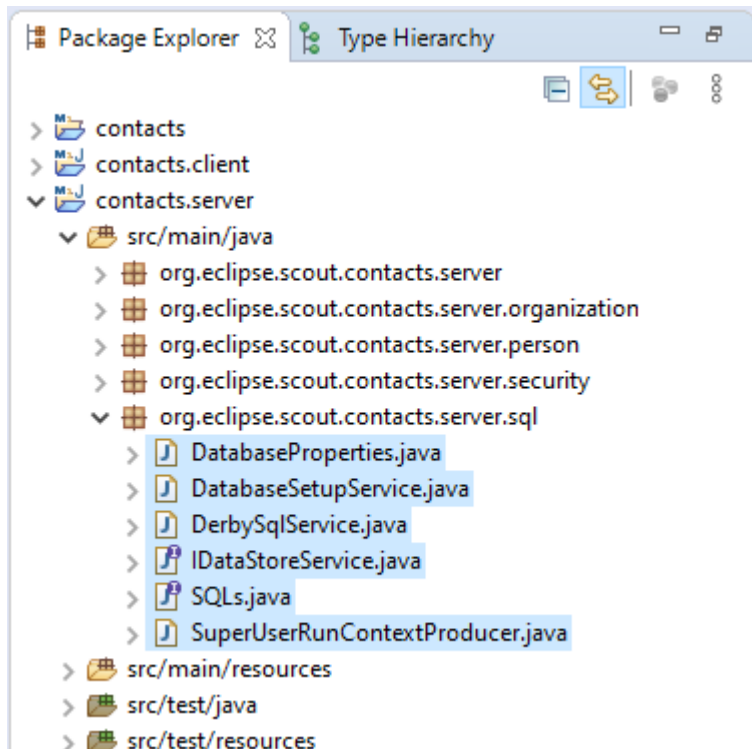 Package Explorer Type Hierarchy
contacts
contacts.client
contacts.server
src/main/java
org.eclipse.scout.contacts.server
org.eclipse.scout.contacts.server.organization
org.eclipse.scout.contacts.server.person
org.eclipse.scout.contacts.server.security
org.eclipse.scout.contacts.server.sql
DatabaseProperties.java
DatabaseSetupService.java
DerbySqlService.java
IDataStoreService.java
SQLs.java
SuperUserRunContextProducer.java
src/main/resources
src/test/java
src/test/resources